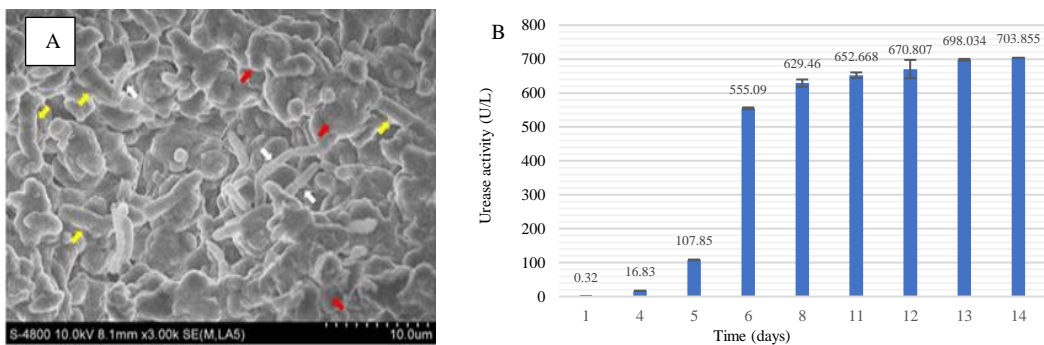 A
S-4800 10.0kV 8.1mm x3.00k SE(M,LA5)
10.0um
B
Urease activity (U/L)
800
700
600
500
400
300
200
100
0
0.32
16.83
107.85
555.09
629.46
652.668
670.807
698.034
703.855
1 4 5 6 8 11 12 13 14
Time (days)